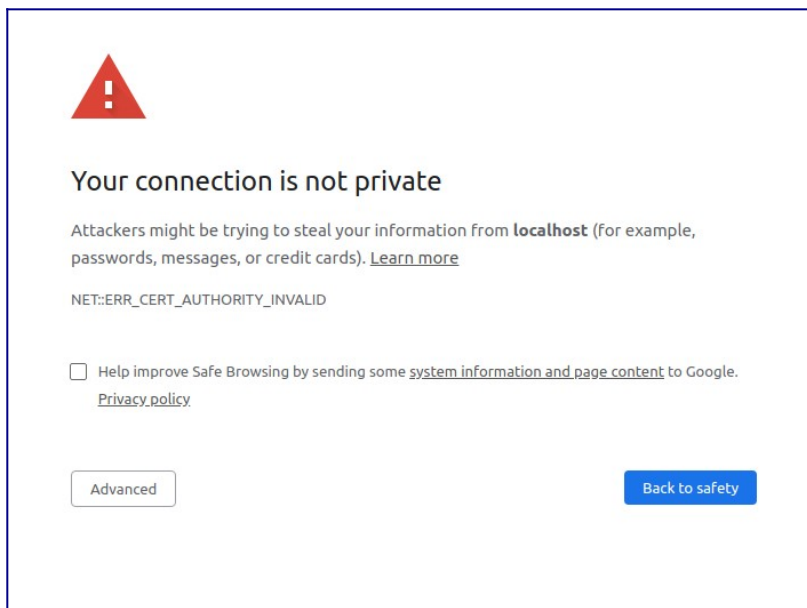 Your connection is not private
Attackers might be trying to steal your information from localhost (for example,
passwords, messages, or credit cards). Learn more
NET::ERR_CERT_AUTHORITY_INVALID
Help improve Safe Browsing by sending some system information and page content to Google.
Privacy policy
Advanced
Back to safety